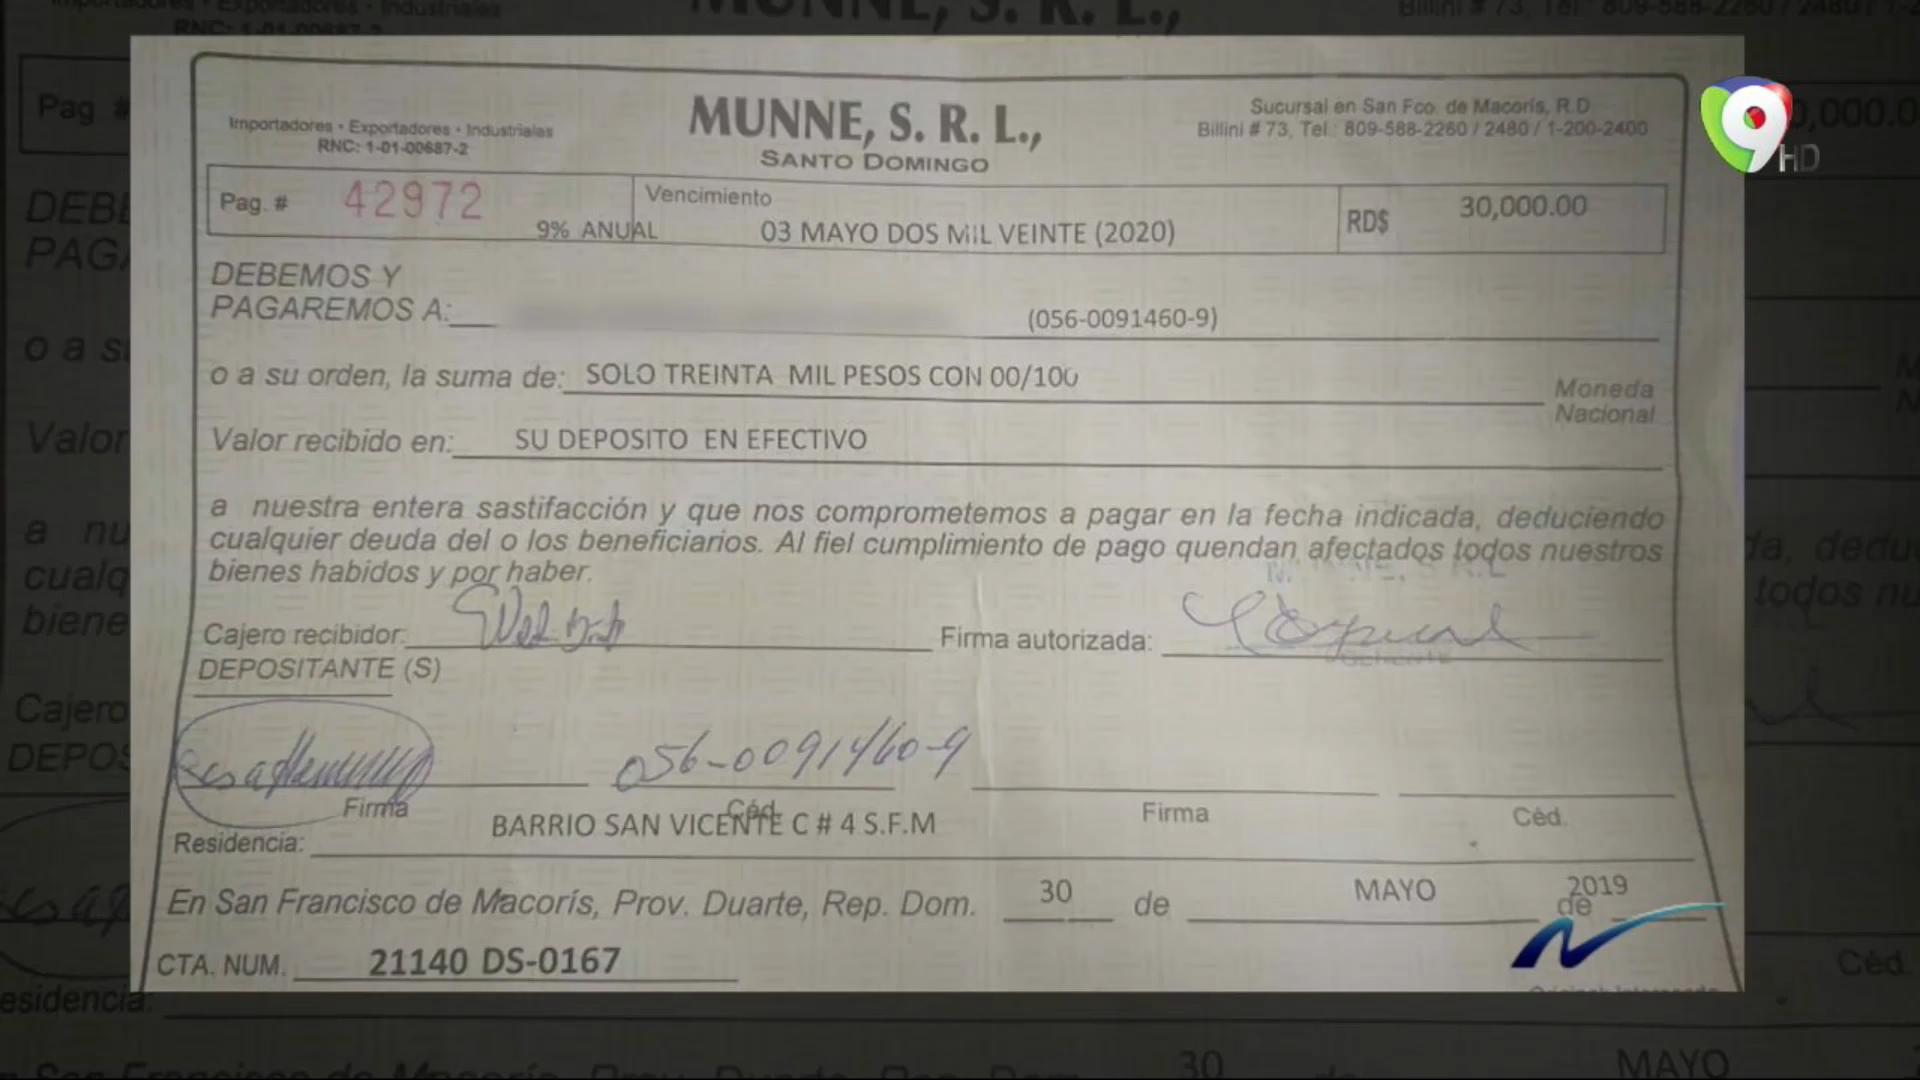 Importadores • Exportadores • Industriales
RNC: 1-01-00687-2
MUNNE, S. R. L.,
SANTO DOMINGO
Sucursal en San Fco. de Macorís, R.D
Billini # 73, Tel.: 809-588-2260 / 2480 / 1-200-2400
9 HD
Pag. # 42972
9% ANUAL
Vencimiento
03 MAYO DOS MIL VEINTE (2020)
RD$ 30,000.00
DEBEMOS Y
PAGAREMOS A: (056-0091460-9)
o a su orden, la suma de: SOLO TREINTA MIL PESOS CON 00/100
Moneda
Nacional
Valor recibido en: SU DEPOSITO EN EFECTIVO
a nuestra entera sastifacción y que nos comprometemos a pagar en la fecha indicada, deduciendo
cualquier deuda del o los beneficiarios. Al fiel cumplimiento de pago quendan afectados todos nuestros
bienes habidos y por haber.
MUNNE, S.R.L
Cajero recibidor: Firma autorizada:
Gerente
DEPOSITANTE (S)
056-0091460-9
Firma Céd. Firma Céd.
Residencia: BARRIO SAN VICENTE C # 4 S.F.M
En San Francisco de Macorís, Prov. Duarte, Rep. Dom. 30 de MAYO de 2019
CTA. NUM. 21140 DS-0167